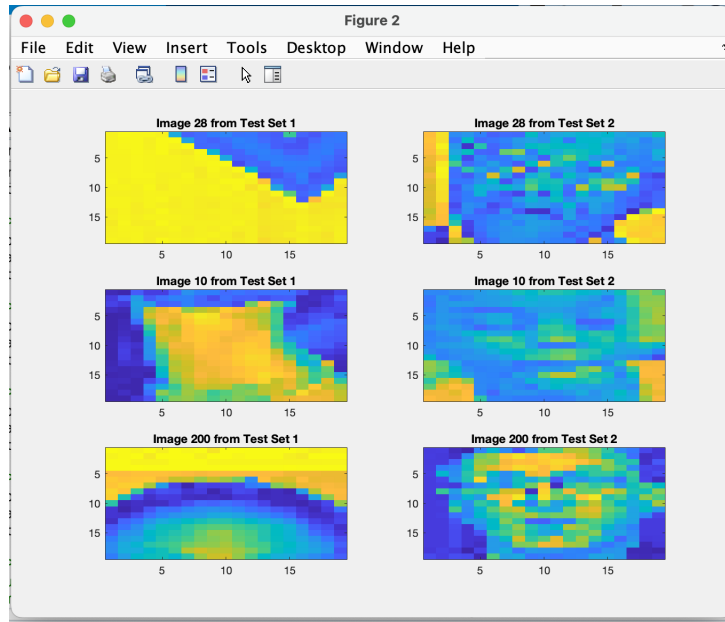 Figure 2
File Edit View Insert Tools Desktop Window Help
Image 28 from Test Set 1
5
10
15
5 10 15
Image 28 from Test Set 2
5
10
15
5 10 15
Image 10 from Test Set 1
5
10
15
5 10 15
Image 10 from Test Set 2
5
10
15
5 10 15
Image 200 from Test Set 1
5
10
15
5 10 15
Image 200 from Test Set 2
5
10
15
5 10 15